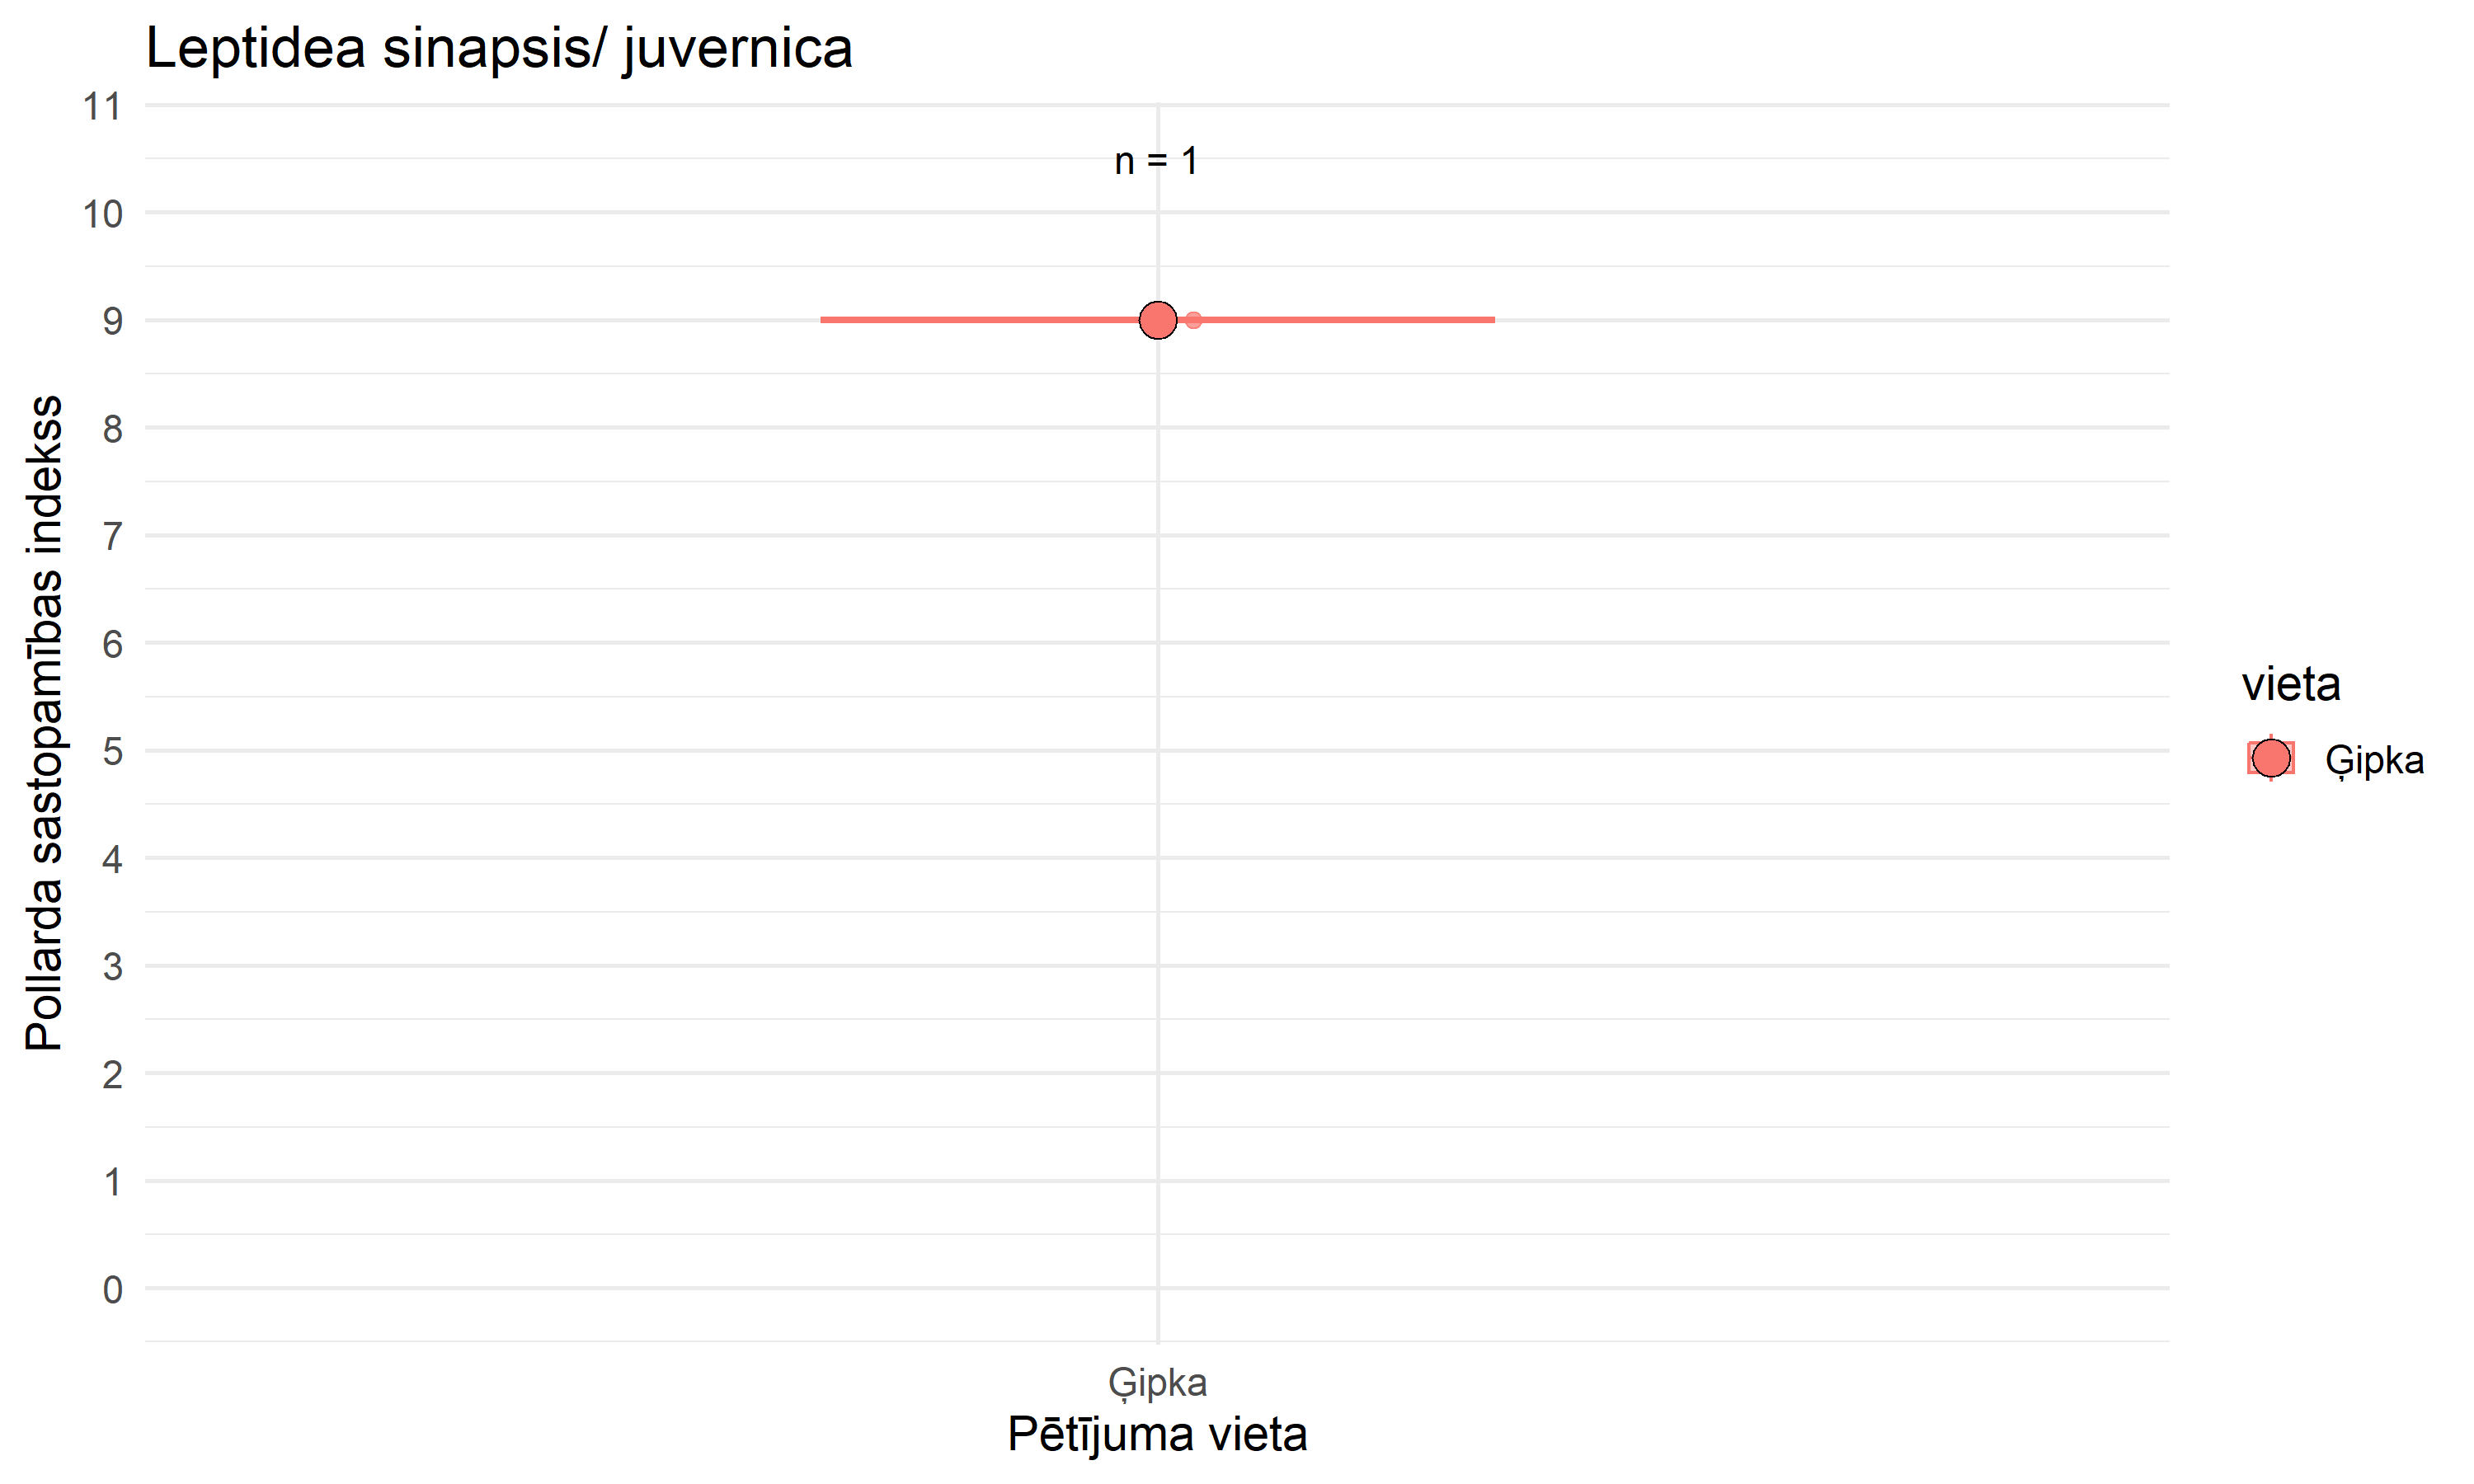 Leptidea sinapsis/ juvernica
11
n = 1
10
9
8
7
6
5
4
3
2
1
0
Pollarda sastopamības indekss
Ģipka
Pētījuma vieta
vieta
Ģipka